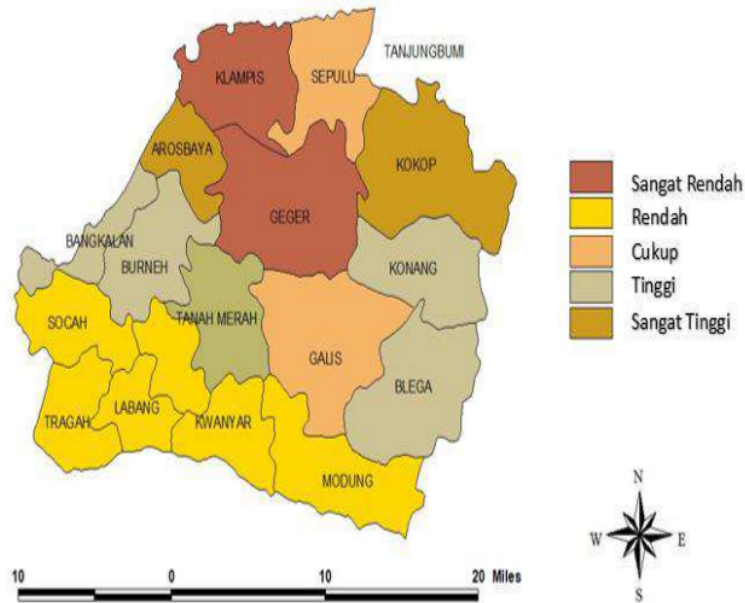 TANJUNGBUMI
KLAMPIS
SEPULU
AROSBAYA
KOKOP
GEGER
BANGKALAN
BURNEH
KONANG
SOCAH
TANAH MERAH
GALIS
BLEGA
TRAGAH
LABANG
KWANYAR
MODUNG
Sangat Rendah
Rendah
Cukup
Tinggi
Sangat Tinggi
N
W E
S
10 0 10 20 Miles